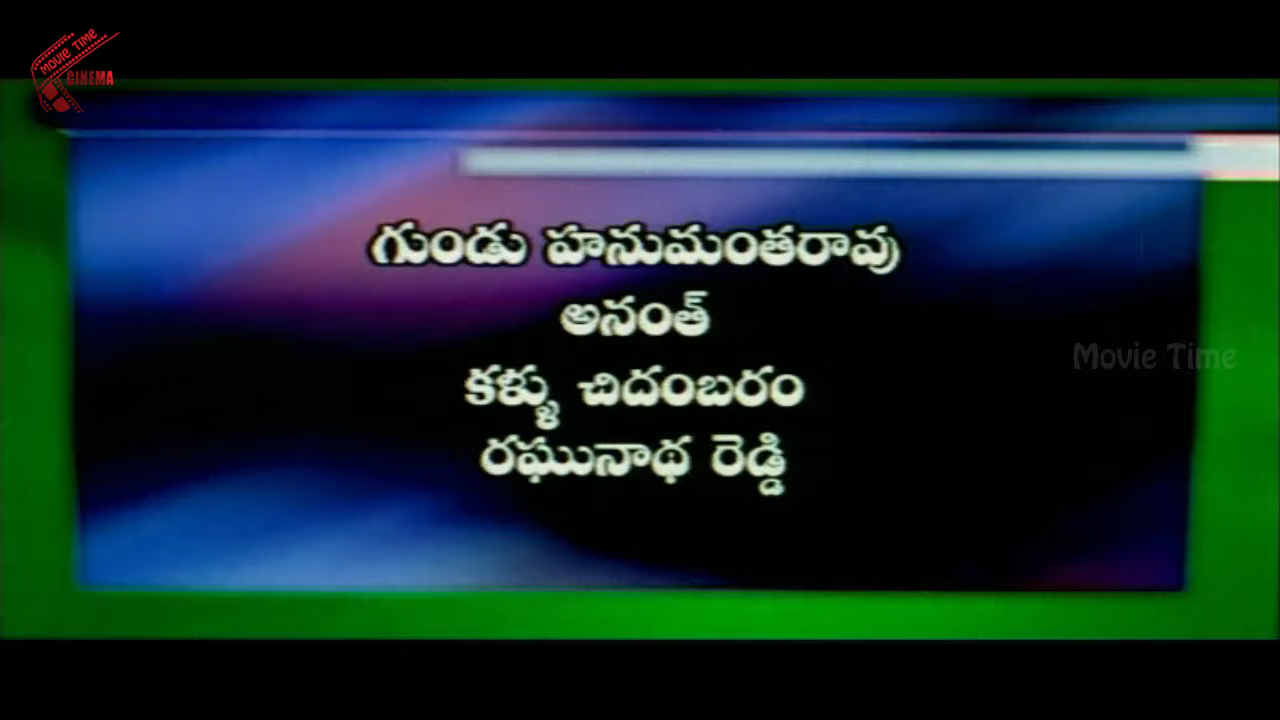 MOVIE TIME
CINEMA
గుండు హనుమంతరావు
అనంత్
Movie Time
కళ్ళు చిదంబరం
రఘునాథ రెడ్డి